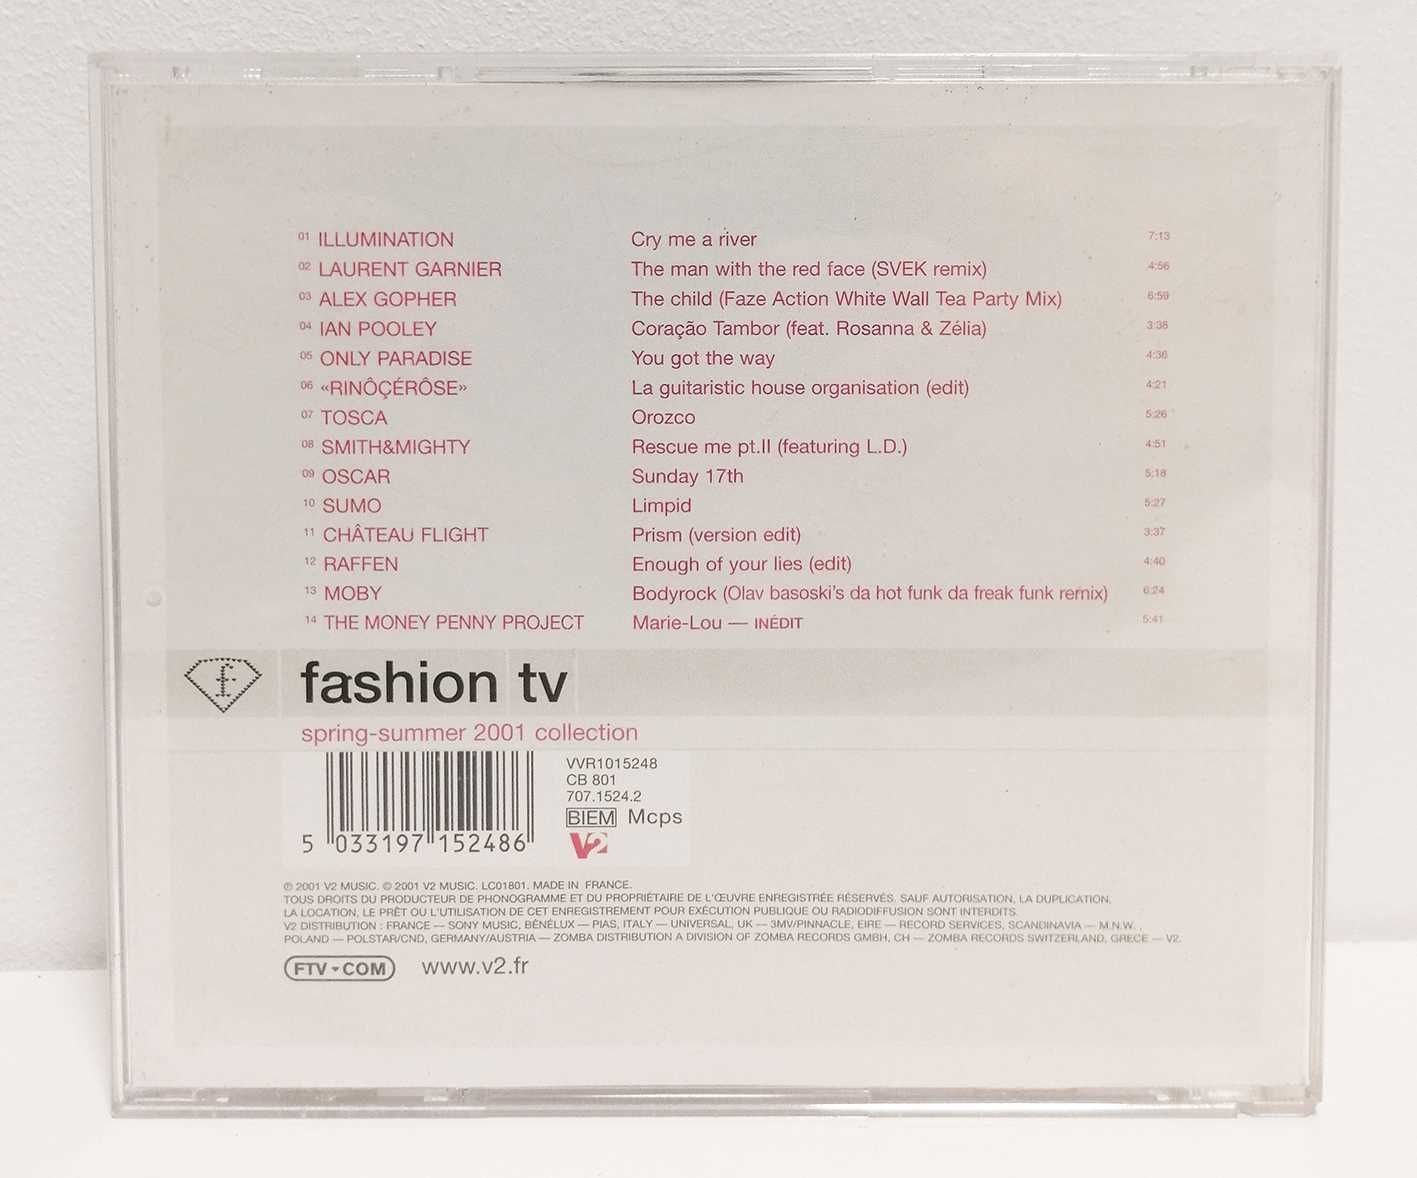 01 ILLUMINATION Cry me a river 7:13
02 LAURENT GARNIER The man with the red face (SVEK remix) 4:56
03 ALEX GOPHER The child (Faze Action White Wall Tea Party Mix) 6:59
04 IAN POOLEY Coração Tambor (feat. Rosanna & Zélia) 3:38
05 ONLY PARADISE You got the way 4:36
06 «RINÔÇÉRÔSE» La guitaristic house organisation (edit) 4:21
07 TOSCA Orozco 5:26
08 SMITH&MIGHTY Rescue me pt.II (featuring L.D.) 4:51
09 OSCAR Sunday 17th 5:18
10 SUMO Limpid 5:27
11 CHÂTEAU FLIGHT Prism (version edit) 3:37
12 RAFFEN Enough of your lies (edit) 4:40
13 MOBY Bodyrock (Olav basoski's da hot funk da freak funk remix) 6:24
14 THE MONEY PENNY PROJECT Marie-Lou — INÉDIT 5:41
f fashion tv
spring-summer 2001 collection
VVR1015248
CB 801
707.1524.2
BIEM Mcps
V2
5 033197 152486
℗ 2001 V2 MUSIC. © 2001 V2 MUSIC. LC01801. MADE IN FRANCE.
TOUS DROITS DU PRODUCTEUR DE PHONOGRAMME ET DU PROPRIÉTAIRE DE L'ŒUVRE ENREGISTRÉE RÉSERVÉS. SAUF AUTORISATION, LA DUPLICATION,
LA LOCATION, LE PRÊT OU L'UTILISATION DE CET ENREGISTREMENT POUR EXÉCUTION PUBLIQUE OU RADIODIFFUSION SONT INTERDITS.
V2 DISTRIBUTION : FRANCE — SONY MUSIC, BÉNÉLUX — PIAS, ITALY — UNIVERSAL, UK — 3MV/PINNACLE, EIRE — RECORD SERVICES, SCANDINAVIA — M.N.W. ,
POLAND — POLSTAR/CND, GERMANY/AUSTRIA — ZOMBA DISTRIBUTION A DIVISION OF ZOMBA RECORDS GMBH, CH — ZOMBA RECORDS SWITZERLAND, GRECE — V2.
FTV COM www.v2.fr